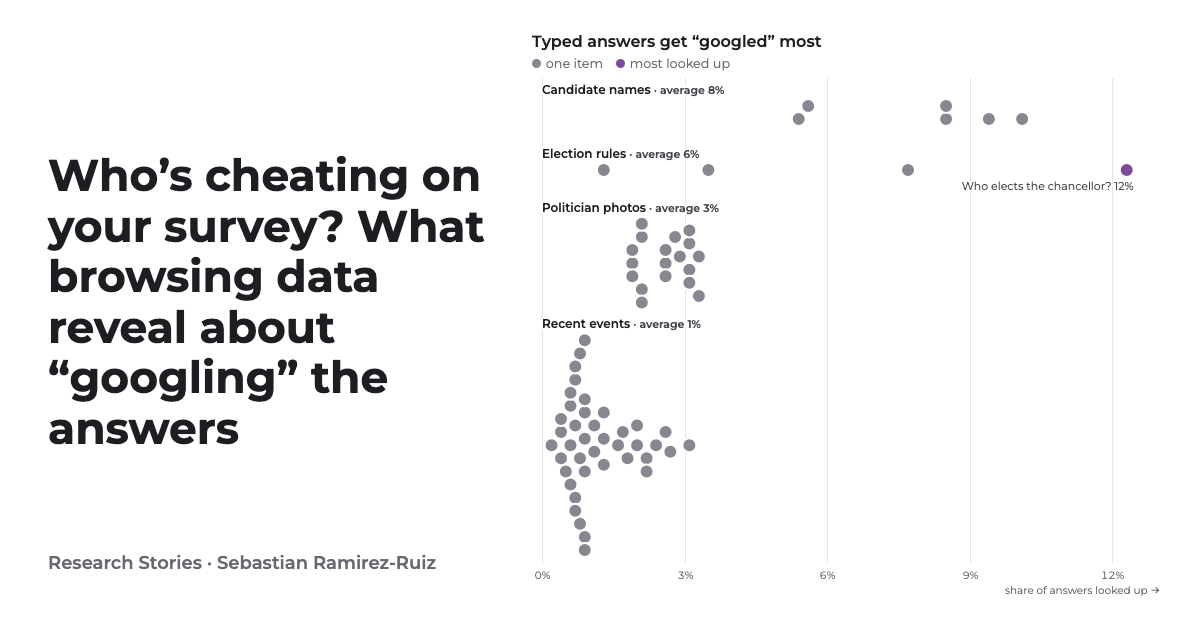 Who’s cheating on
your survey? What
browsing data
reveal about
“googling” the
answers
Research Stories · Sebastian Ramirez-Ruiz
Typed answers get “googled” most
one item most looked up
Candidate names · average 8%
Election rules · average 6%
Who elects the chancellor? 12%
Politician photos · average 3%
Recent events · average 1%
0% 3% 6% 9% 12%
share of answers looked up →